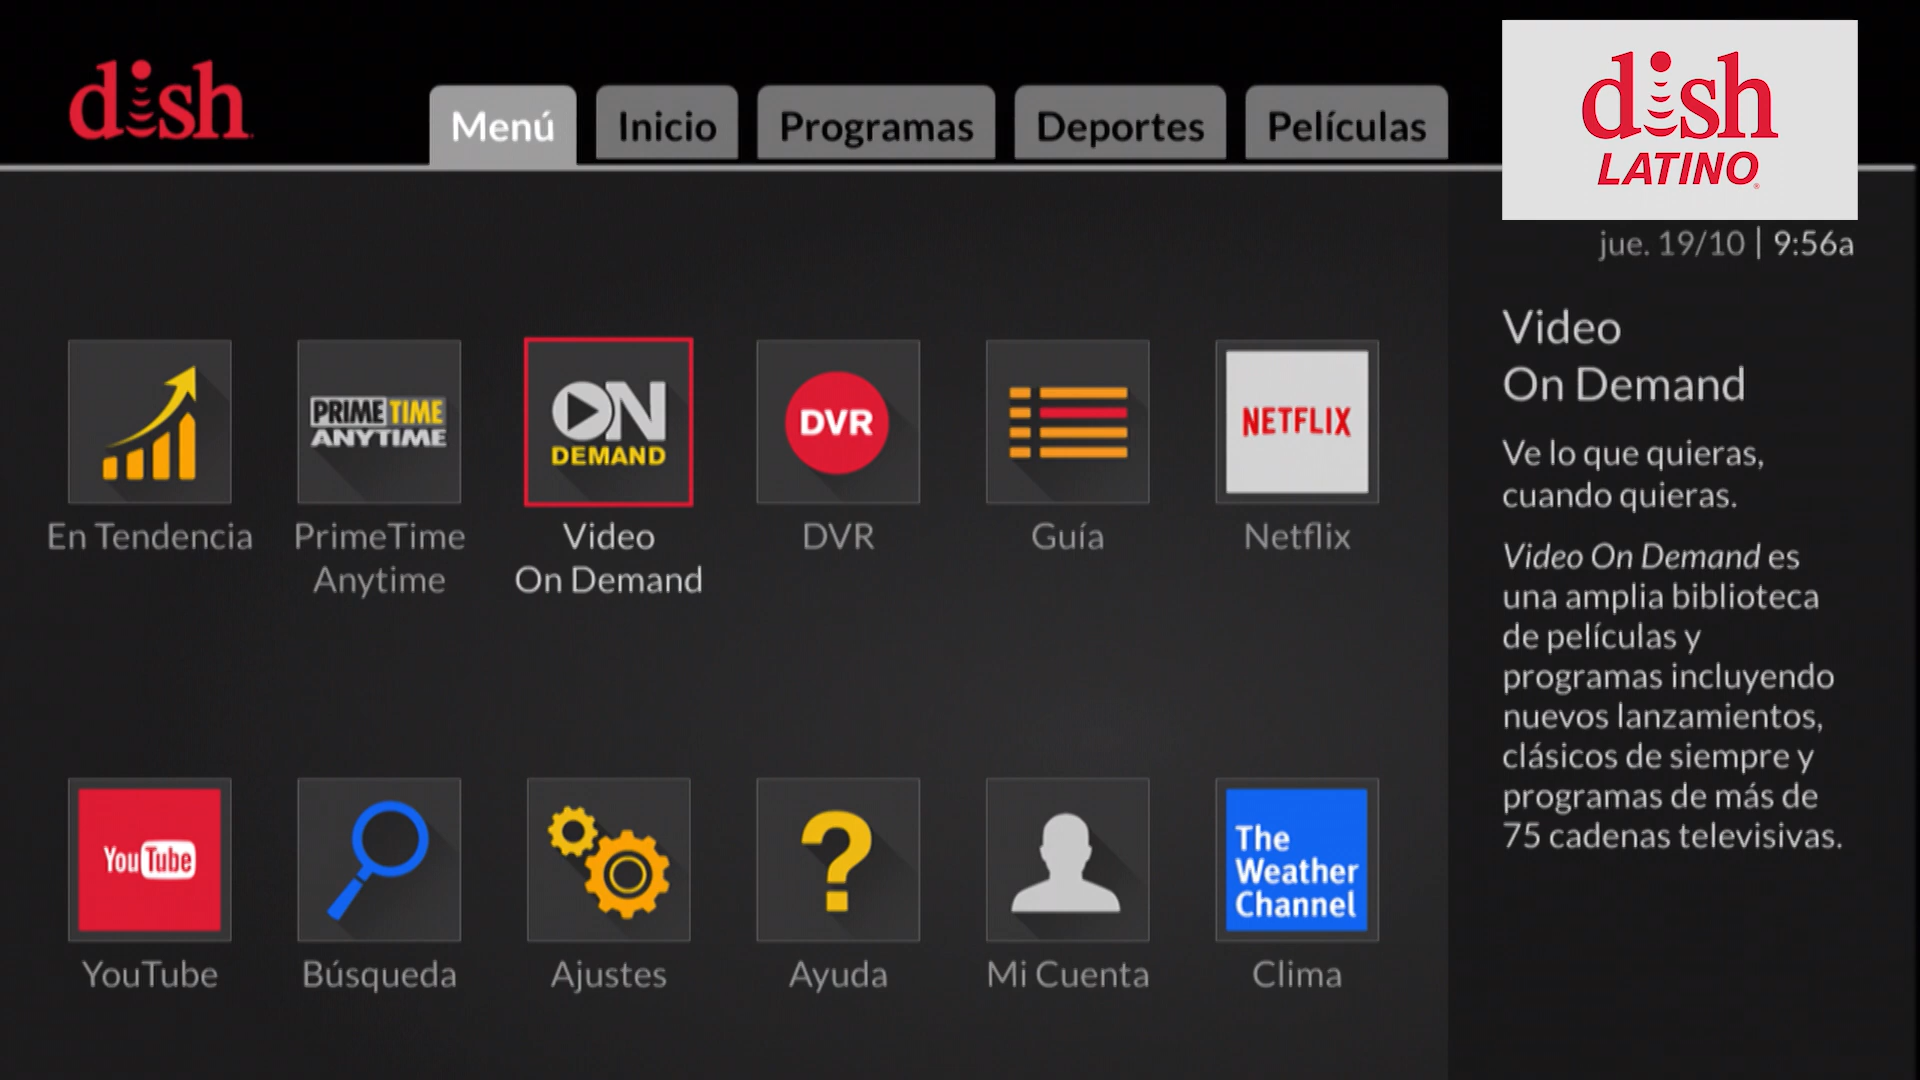 dish
Menú
Inicio
Programas
Deportes
Películas
dish
LATINO
jue. 19/10 | 9:56a
PRIMETIME
ANYTIME
ON
DEMAND
DVR
NETFLIX
En Tendencia
PrimeTime
Anytime
Video
On Demand
DVR
Guía
Netflix
YouTube
?
The
Weather
Channel
YouTube
Búsqueda
Ajustes
Ayuda
Mi Cuenta
Clima
Video
On Demand
Ve lo que quieras,
cuando quieras.
Video On Demand es
una amplia biblioteca
de películas y
programas incluyendo
nuevos lanzamientos,
clásicos de siempre y
programas de más de
75 cadenas televisivas.